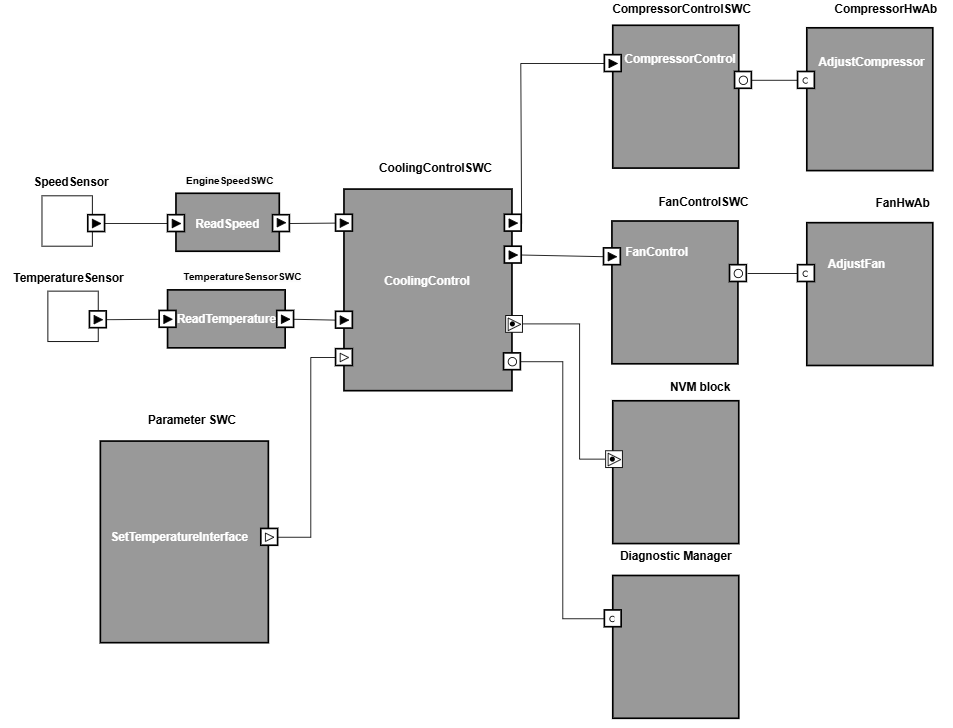 CompressorControlSWC
CompressorHwAb
CompressorControl
AdjustCompressor
C
CoolingControlSWC
SpeedSensor
EngineSpeedSWC
FanControlSWC
FanHwAb
ReadSpeed
FanControl
AdjustFan
C
TemperatureSensor
TemperatureSensorSWC
CoolingControl
ReadTemperature
NVM block
Parameter SWC
SetTemperatureInterface
Diagnostic Manager
C